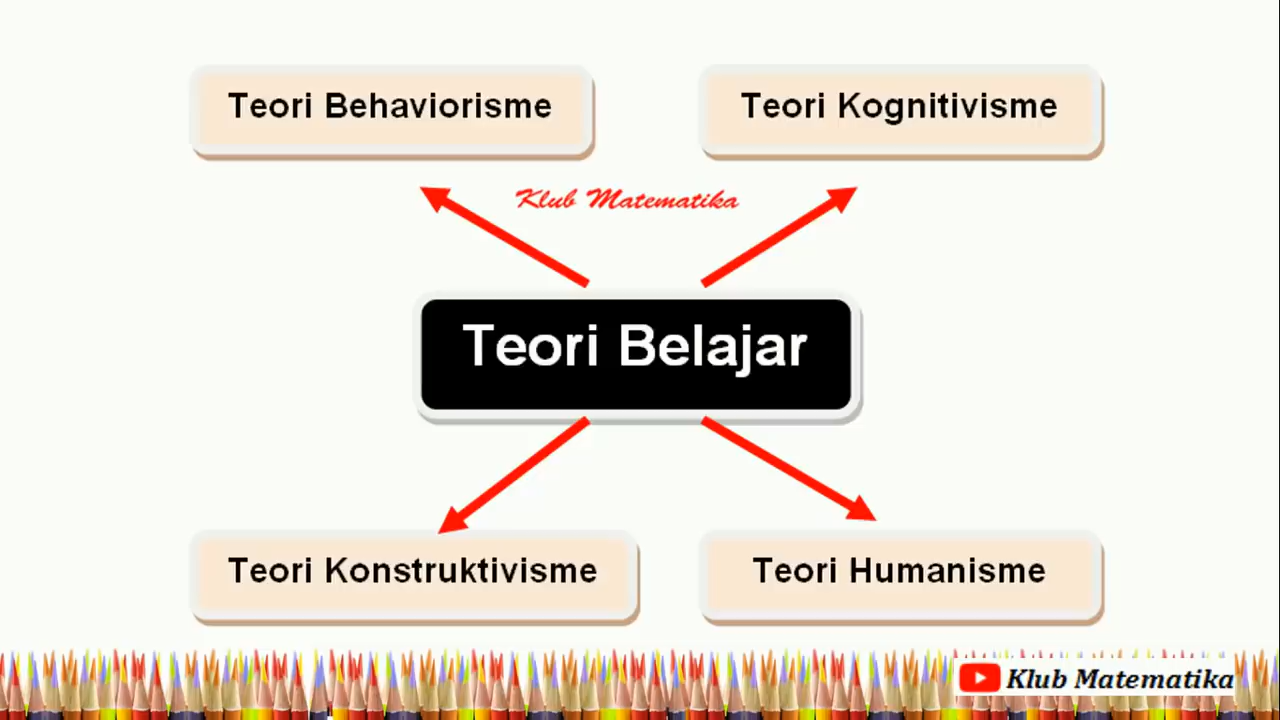 Teori Behaviorisme
Teori Kognitivisme
Klub Matematika
Teori Belajar
Teori Konstruktivisme
Teori Humanisme
Klub Matematika